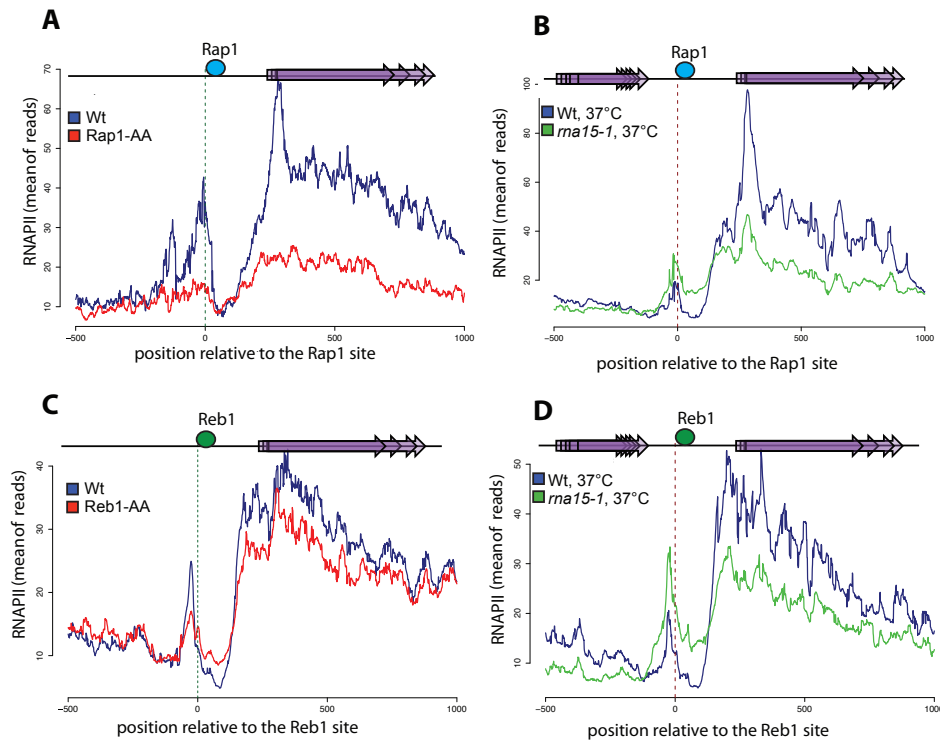 A
Rap1
Wt
Rap1-AA
RNAPII (mean of reads)
10 20 30 40 50 60 70
−500 0 500 1000
position relative to the Rap1 site
B
Rap1
Wt, 37°C
rna15-1, 37°C
RNAPII (mean of reads)
20 40 60 80 100
−500 0 500 1000
position relative to the Rap1 site
C
Reb1
Wt
Reb1-AA
RNAPII (mean of reads)
10 20 30 40
−500 0 500 1000
position relative to the Reb1 site
D
Reb1
Wt, 37°C
rna15-1, 37°C
RNAPII (mean of reads)
10 20 30 40 50
−500 0 500 1000
position relative to the Reb1 site